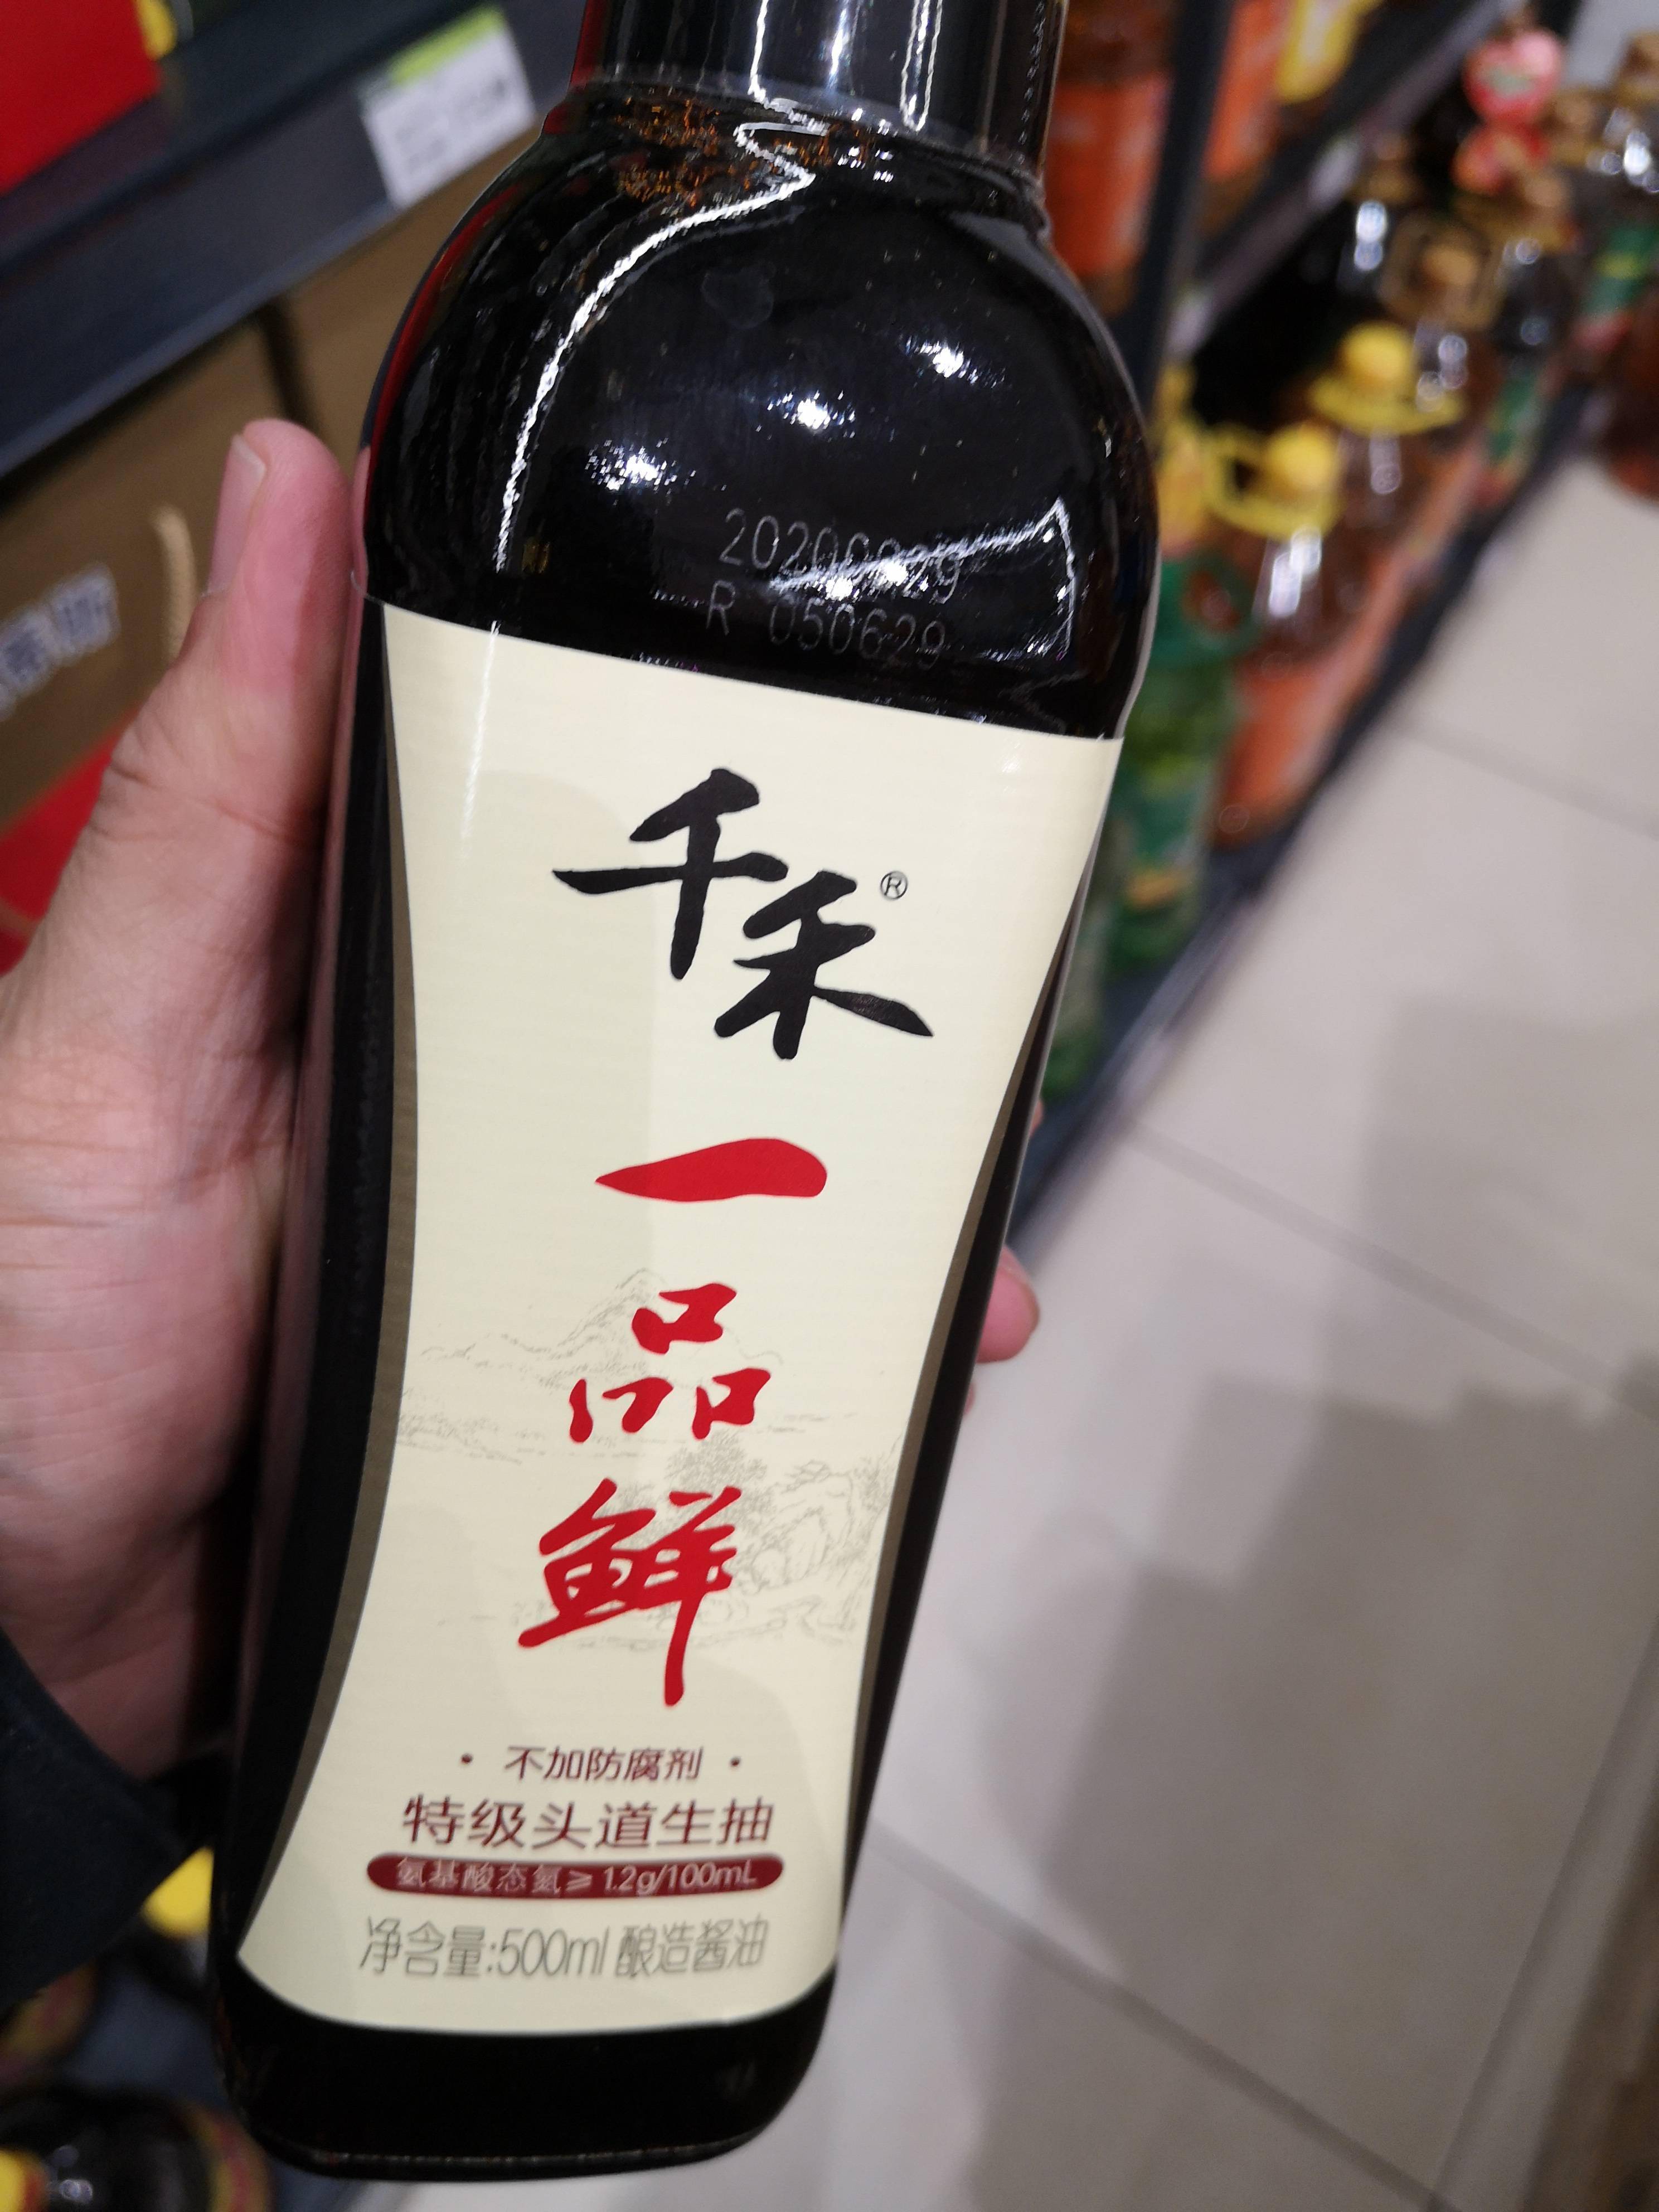 R 050629
千禾®
一
品
鲜
·不加防腐剂·
特级头道生抽
氨基酸态氮≥1.2g/100mL
净含量:500ml 酿造酱油